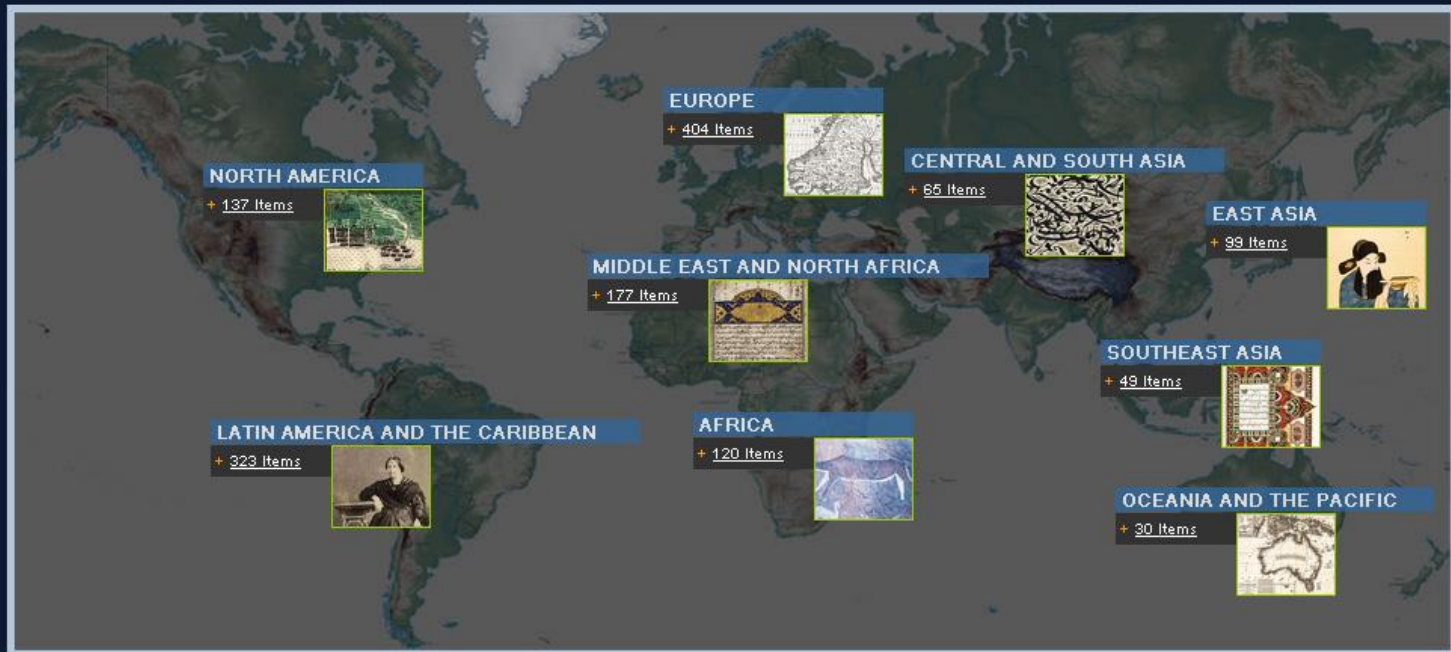 EUROPE
+ 404 Items
NORTH AMERICA
+ 137 Items
CENTRAL AND SOUTH ASIA
+ 65 Items
EAST ASIA
+ 99 Items
MIDDLE EAST AND NORTH AFRICA
+ 177 Items
SOUTHEAST ASIA
+ 49 Items
LATIN AMERICA AND THE CARIBBEAN
+ 323 Items
AFRICA
+ 120 Items
OCEANIA AND THE PACIFIC
+ 30 Items